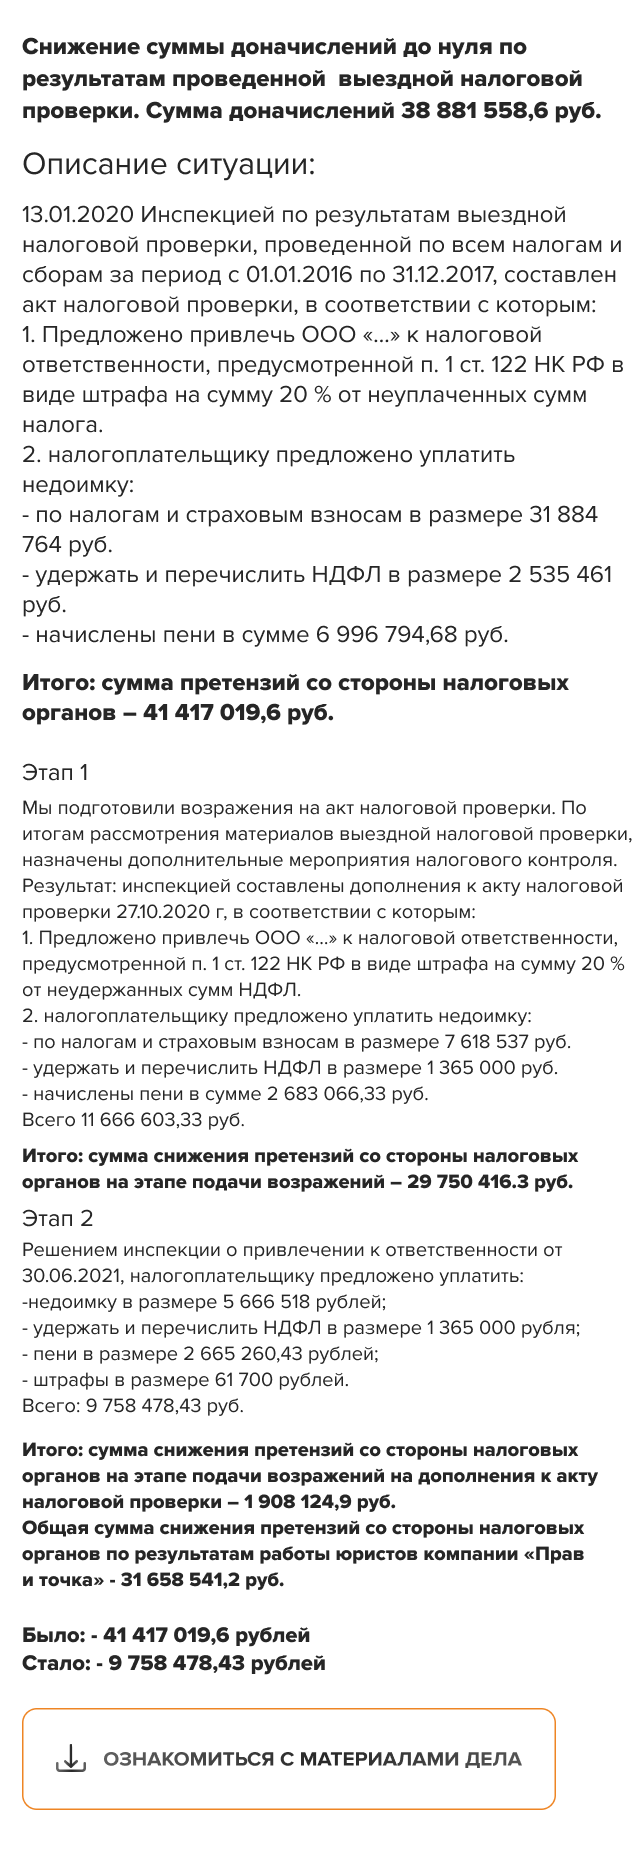 Снижение суммы доначислений до нуля по
результатам проведенной  выездной налоговой
проверки. Сумма доначислений 38 881 558,6 руб.
Описание ситуации:
13.01.2020 Инспекцией по результатам выездной
налоговой проверки, проведенной по всем налогам и
сборам за период с 01.01.2016 по 31.12.2017, составлен
акт налоговой проверки, в соответствии с которым:
1. Предложено привлечь ООО «...» к налоговой
ответственности, предусмотренной п. 1 ст. 122 НК РФ в
виде штрафа на сумму 20 % от неуплаченных сумм
налога.
2. налогоплательщику предложено уплатить
недоимку:
- по налогам и страховым взносам в размере 31 884
764 руб.
- удержать и перечислить НДФЛ в размере 2 535 461
руб.
- начислены пени в сумме 6 996 794,68 руб.
Итого: сумма претензий со стороны налоговых
органов – 41 417 019,6 руб.
Этап 1
Мы подготовили возражения на акт налоговой проверки. По
итогам рассмотрения материалов выездной налоговой проверки,
назначены дополнительные мероприятия налогового контроля.
Результат: инспекцией составлены дополнения к акту налоговой
проверки 27.10.2020 г, в соответствии с которым:
1. Предложено привлечь ООО «...» к налоговой ответственности,
предусмотренной п. 1 ст. 122 НК РФ в виде штрафа на сумму 20 %
от неудержанных сумм НДФЛ.
2. налогоплательщику предложено уплатить недоимку:
- по налогам и страховым взносам в размере 7 618 537 руб.
- удержать и перечислить НДФЛ в размере 1 365 000 руб.
- начислены пени в сумме 2 683 066,33 руб.
Всего 11 666 603,33 руб.
Итого: сумма снижения претензий со стороны налоговых
органов на этапе подачи возражений – 29 750 416.3 руб.
Этап 2
Решением инспекции о привлечении к ответственности от
30.06.2021, налогоплательщику предложено уплатить:
-недоимку в размере 5 666 518 рублей;
- удержать и перечислить НДФЛ в размере 1 365 000 рубля;
- пени в размере 2 665 260,43 рублей;
- штрафы в размере 61 700 рублей.
Всего: 9 758 478,43 руб.
Итого: сумма снижения претензий со стороны налоговых
органов на этапе подачи возражений на дополнения к акту
налоговой проверки – 1 908 124,9 руб.
Общая сумма снижения претензий со стороны налоговых
органов по результатам работы юристов компании «Прав
и точка» - 31 658 541,2 руб.
Было: - 41 417 019,6 рублей
Стало: - 9 758 478,43 рублей
ОЗНАКОМИТЬСЯ С МАТЕРИАЛАМИ ДЕЛА